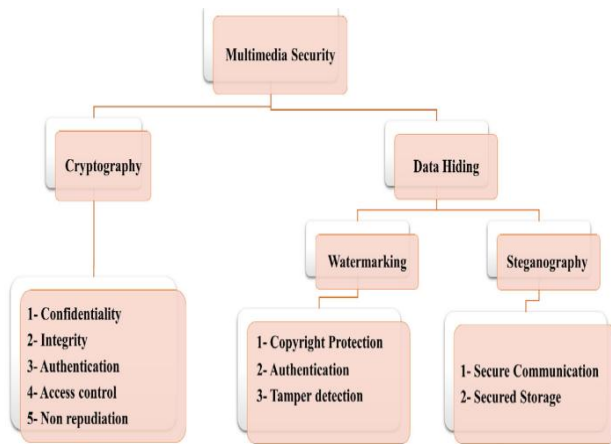 Multimedia Security
Cryptography
Data Hiding
Watermarking
Steganography
1- Confidentiality
2- Integrity
3- Authentication
4- Access control
5- Non repudiation
1- Copyright Protection
2- Authentication
3- Tamper detection
1- Secure Communication
2- Secured Storage